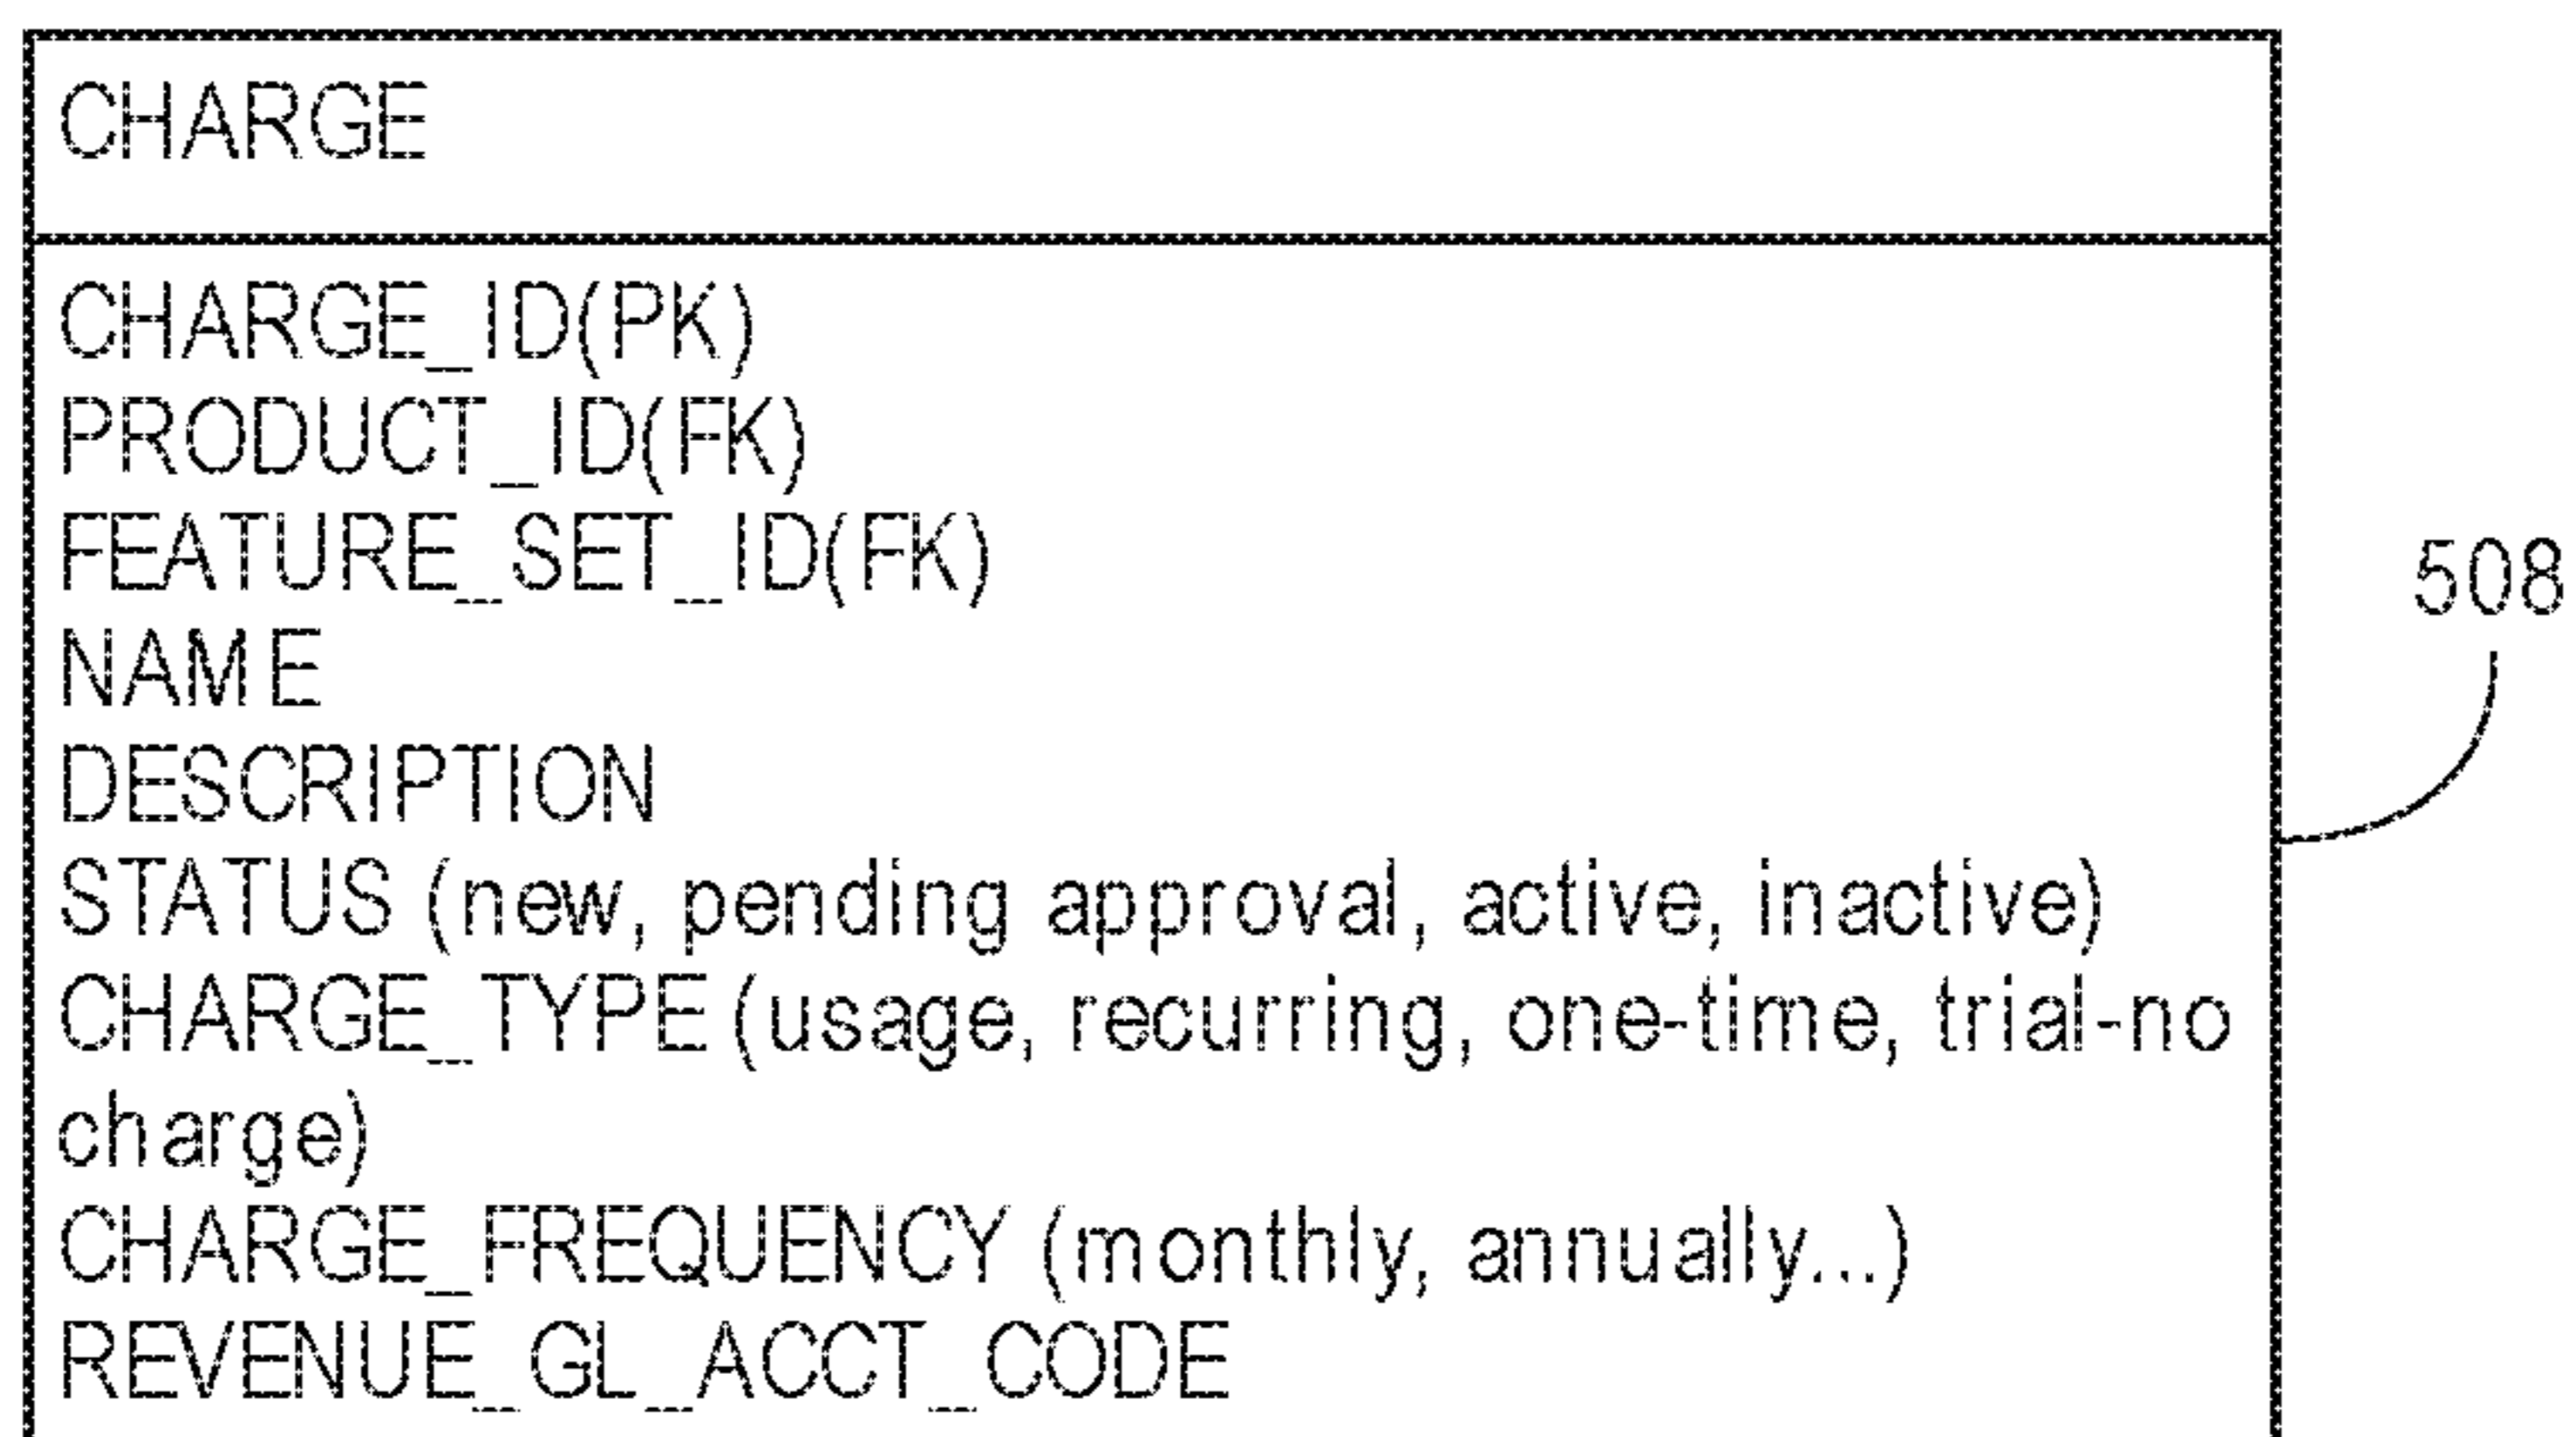 CHARGE
CHARGE_ID(PK)
PRODUCT_ID(FK)
FEATURE_SET_ID(FK)
NAME
DESCRIPTION
STATUS (new, pending approval, active, inactive)
CHARGE_TYPE (usage, recurring, one-time, trial-no
charge)
CHARGE_FREQUENCY (monthly, annually...)
REVENUE_GL_ACCT_CODE
508